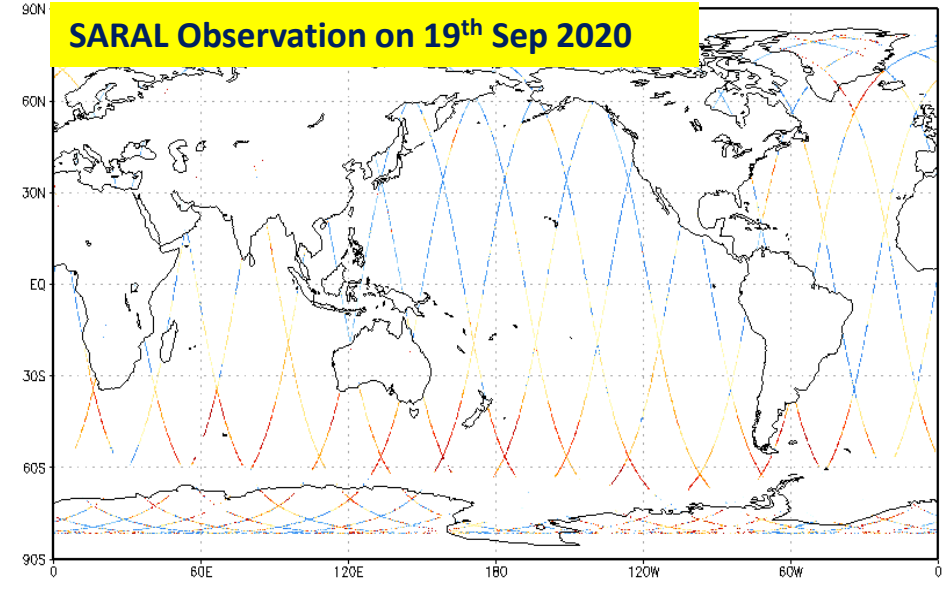 90N
SARAL Observation on 19th Sep 2020
60N
30N
EQ
30S
60S
90S
0 60E 120E 180 120W 60W 0